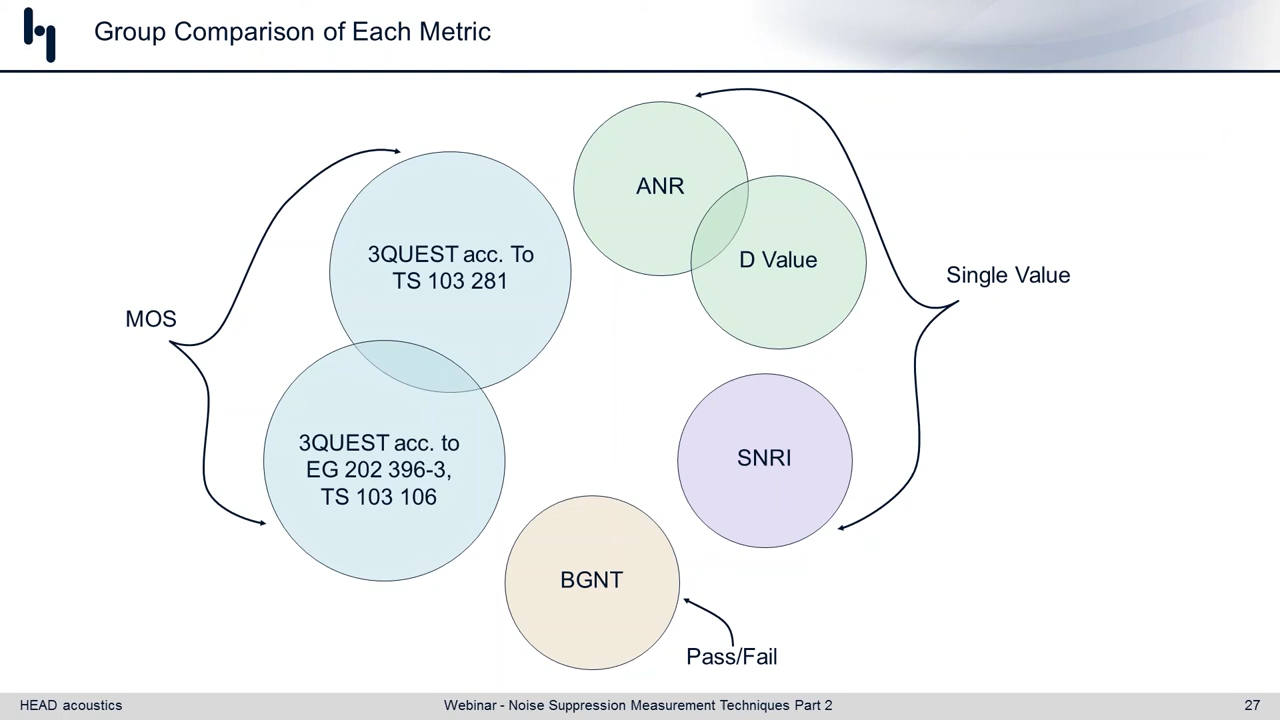 Group Comparison of Each Metric
ANR
D Value
3QUEST acc. To
TS 103 281
Single Value
MOS
3QUEST acc. to
EG 202 396-3,
TS 103 106
SNRI
BGNT
Pass/Fail
HEAD acoustics
Webinar - Noise Suppression Measurement Techniques Part 2
27